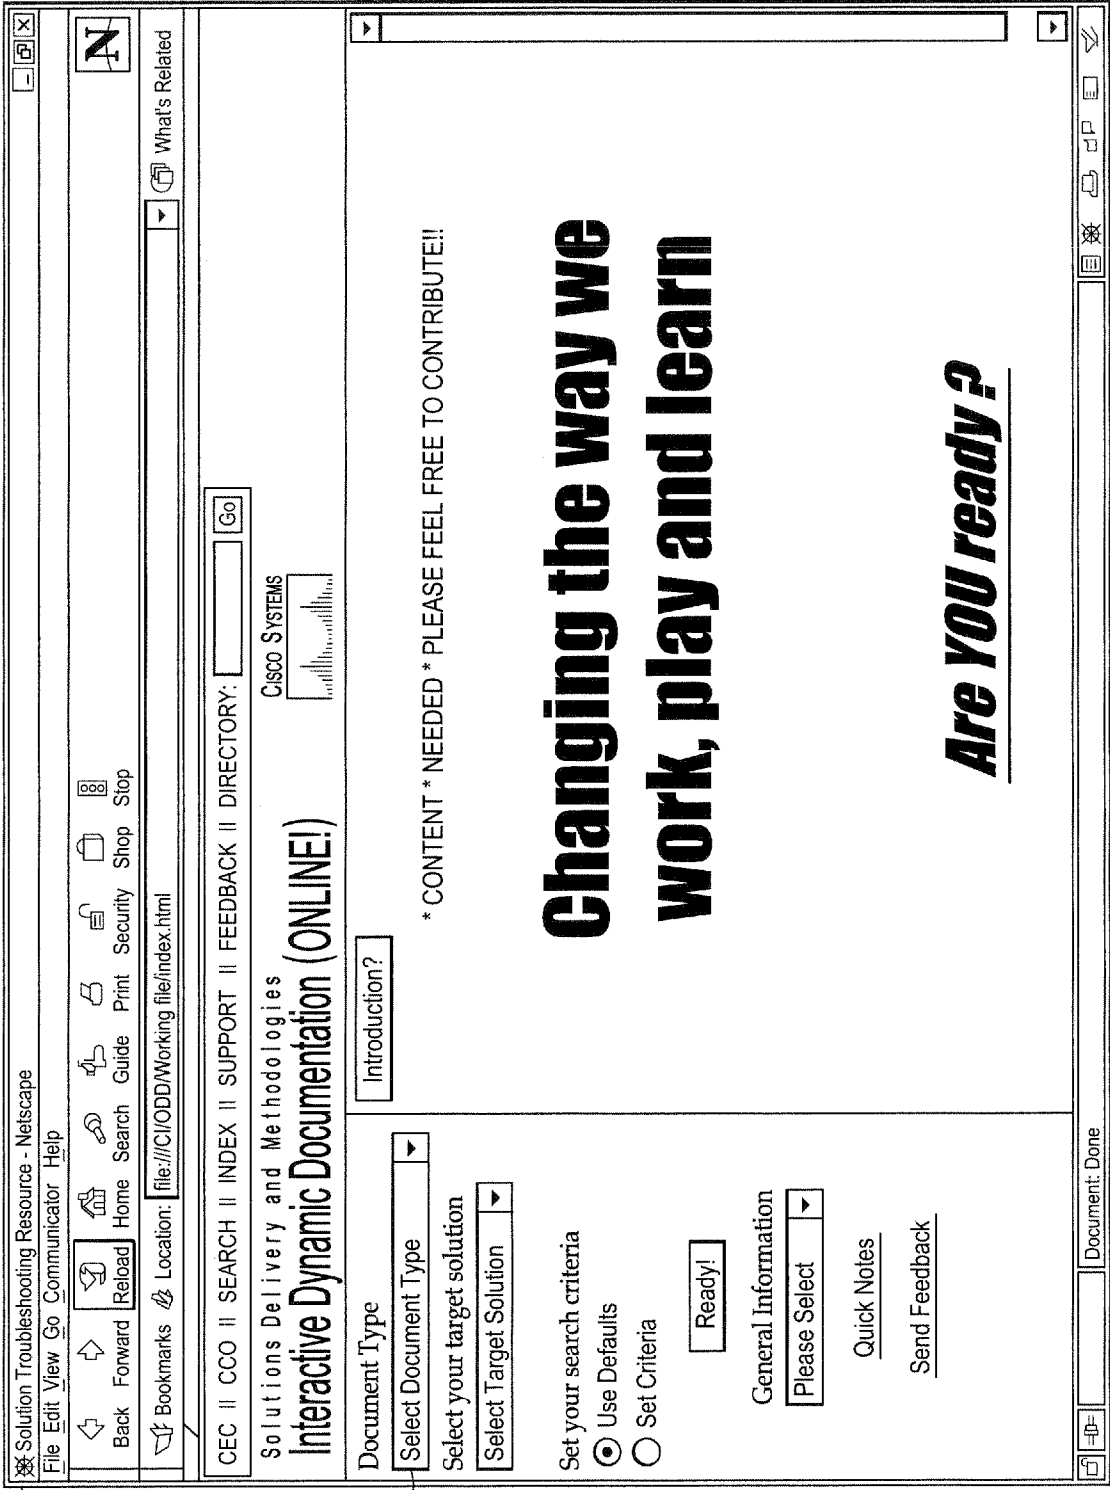 Solution Troubleshooting Resource - Netscape
File Edit View Go Communicator Help
Back Forward Reload Home Search Guide Print Security Shop Stop
N
Bookmarks Location: file:///C|/ODD/Working file/index.html What's Related
CEC || CCO || SEARCH || INDEX || SUPPORT || FEEDBACK || DIRECTORY: Go
Solutions Delivery and Methodologies
Interactive Dynamic Documentation (ONLINE!)
CISCO SYSTEMS
Document Type
Select Document Type
Select your target solution
Select Target Solution
Set your search criteria
Use Defaults
Set Criteria
Ready!
General Information
Please Select
Quick Notes
Send Feedback
Introduction?
* CONTENT * NEEDED * PLEASE FEEL FREE TO CONTRIBUTE!!
Changing the way we
work, play and learn
Are YOU ready ?
Document: Done